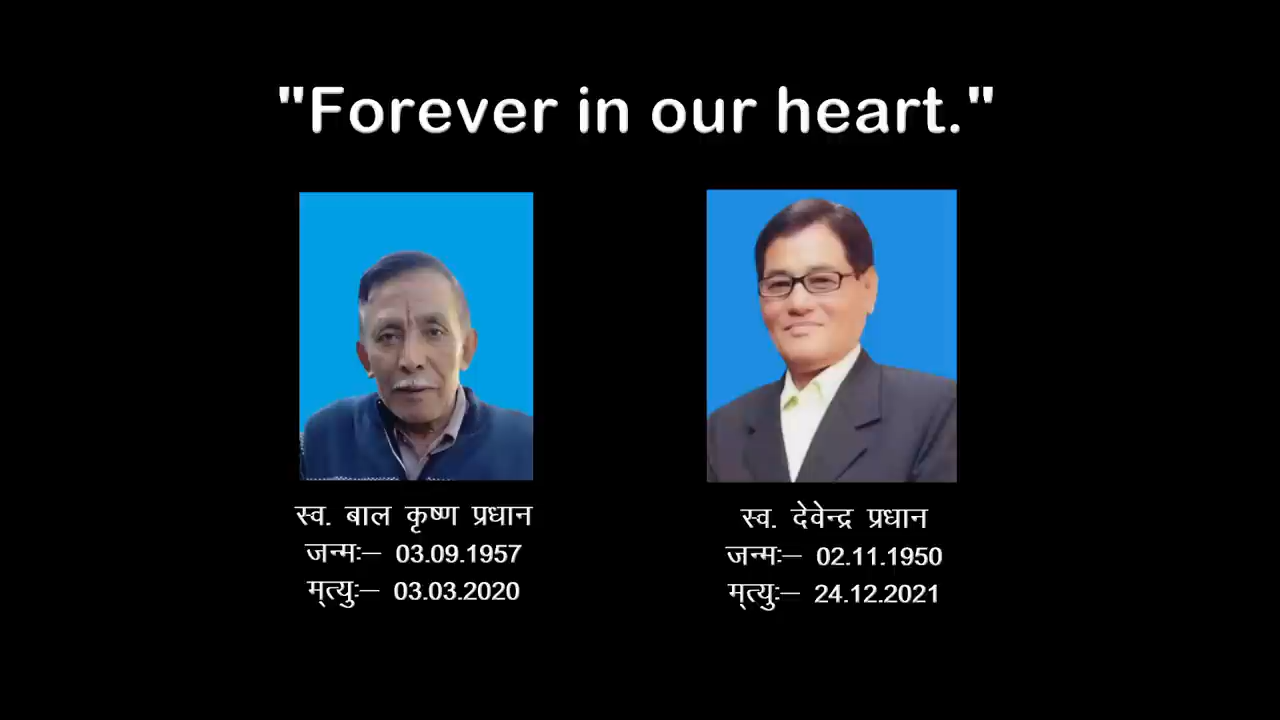 "Forever in our heart."
स्व. बाल कृष्ण प्रधान
जन्मः– 03.09.1957
मृत्युः– 03.03.2020
स्व. देवेन्द्र प्रधान
जन्मः– 02.11.1950
मृत्युः– 24.12.2021